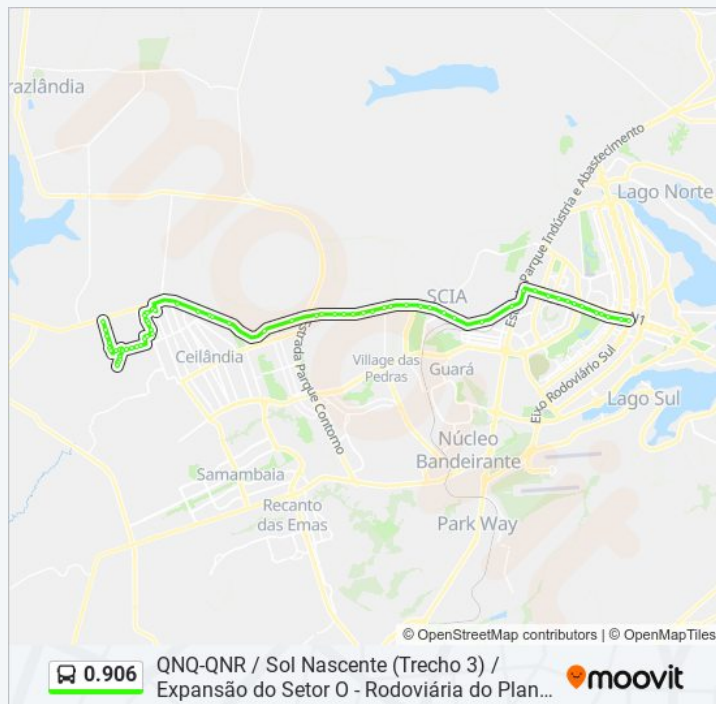 razlândia
Lago Norte
Estrada Parque Indústria e Abastecimento
SCIA
W1
Ceilândia
Estrada Parque Contorno
Village das
Pedras
Guará
Eixo Rodoviário Sul
Lago Sul
Núcleo
Bandeirante
Samambaia
Recanto
das Emas
Park Way
© OpenStreetMap contributors | © OpenMapTiles
0.906
QNQ-QNR / Sol Nascente (Trecho 3) /
Expansão do Setor O - Rodoviária do Plan...
moovit